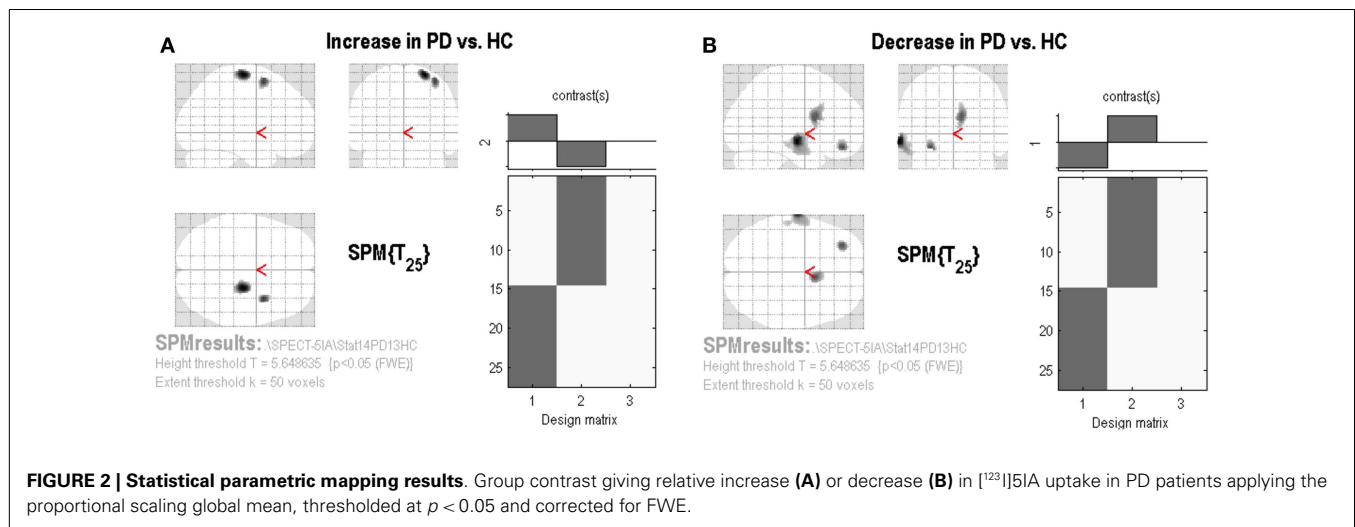 A
Increase in PD vs. HC
contrast(s)
2
5
10
15
20
25
1 2 3
Design matrix
SPM{T25}
SPMresults: .\SPECT-5IA\Stat14PD13HC
Height threshold T = 5.648635 {p<0.05 (FWE)}
Extent threshold k = 50 voxels
B
Decrease in PD vs. HC
contrast(s)
1
5
10
15
20
25
1 2 3
Design matrix
SPM{T25}
SPMresults: .\SPECT-5IA\Stat14PD13HC
Height threshold T = 5.648635 {p<0.05 (FWE)}
Extent threshold k = 50 voxels
FIGURE 2 | Statistical parametric mapping results. Group contrast giving relative increase (A) or decrease (B) in [123I]5IA uptake in PD patients applying the
proportional scaling global mean, thresholded at p < 0.05 and corrected for FWE.